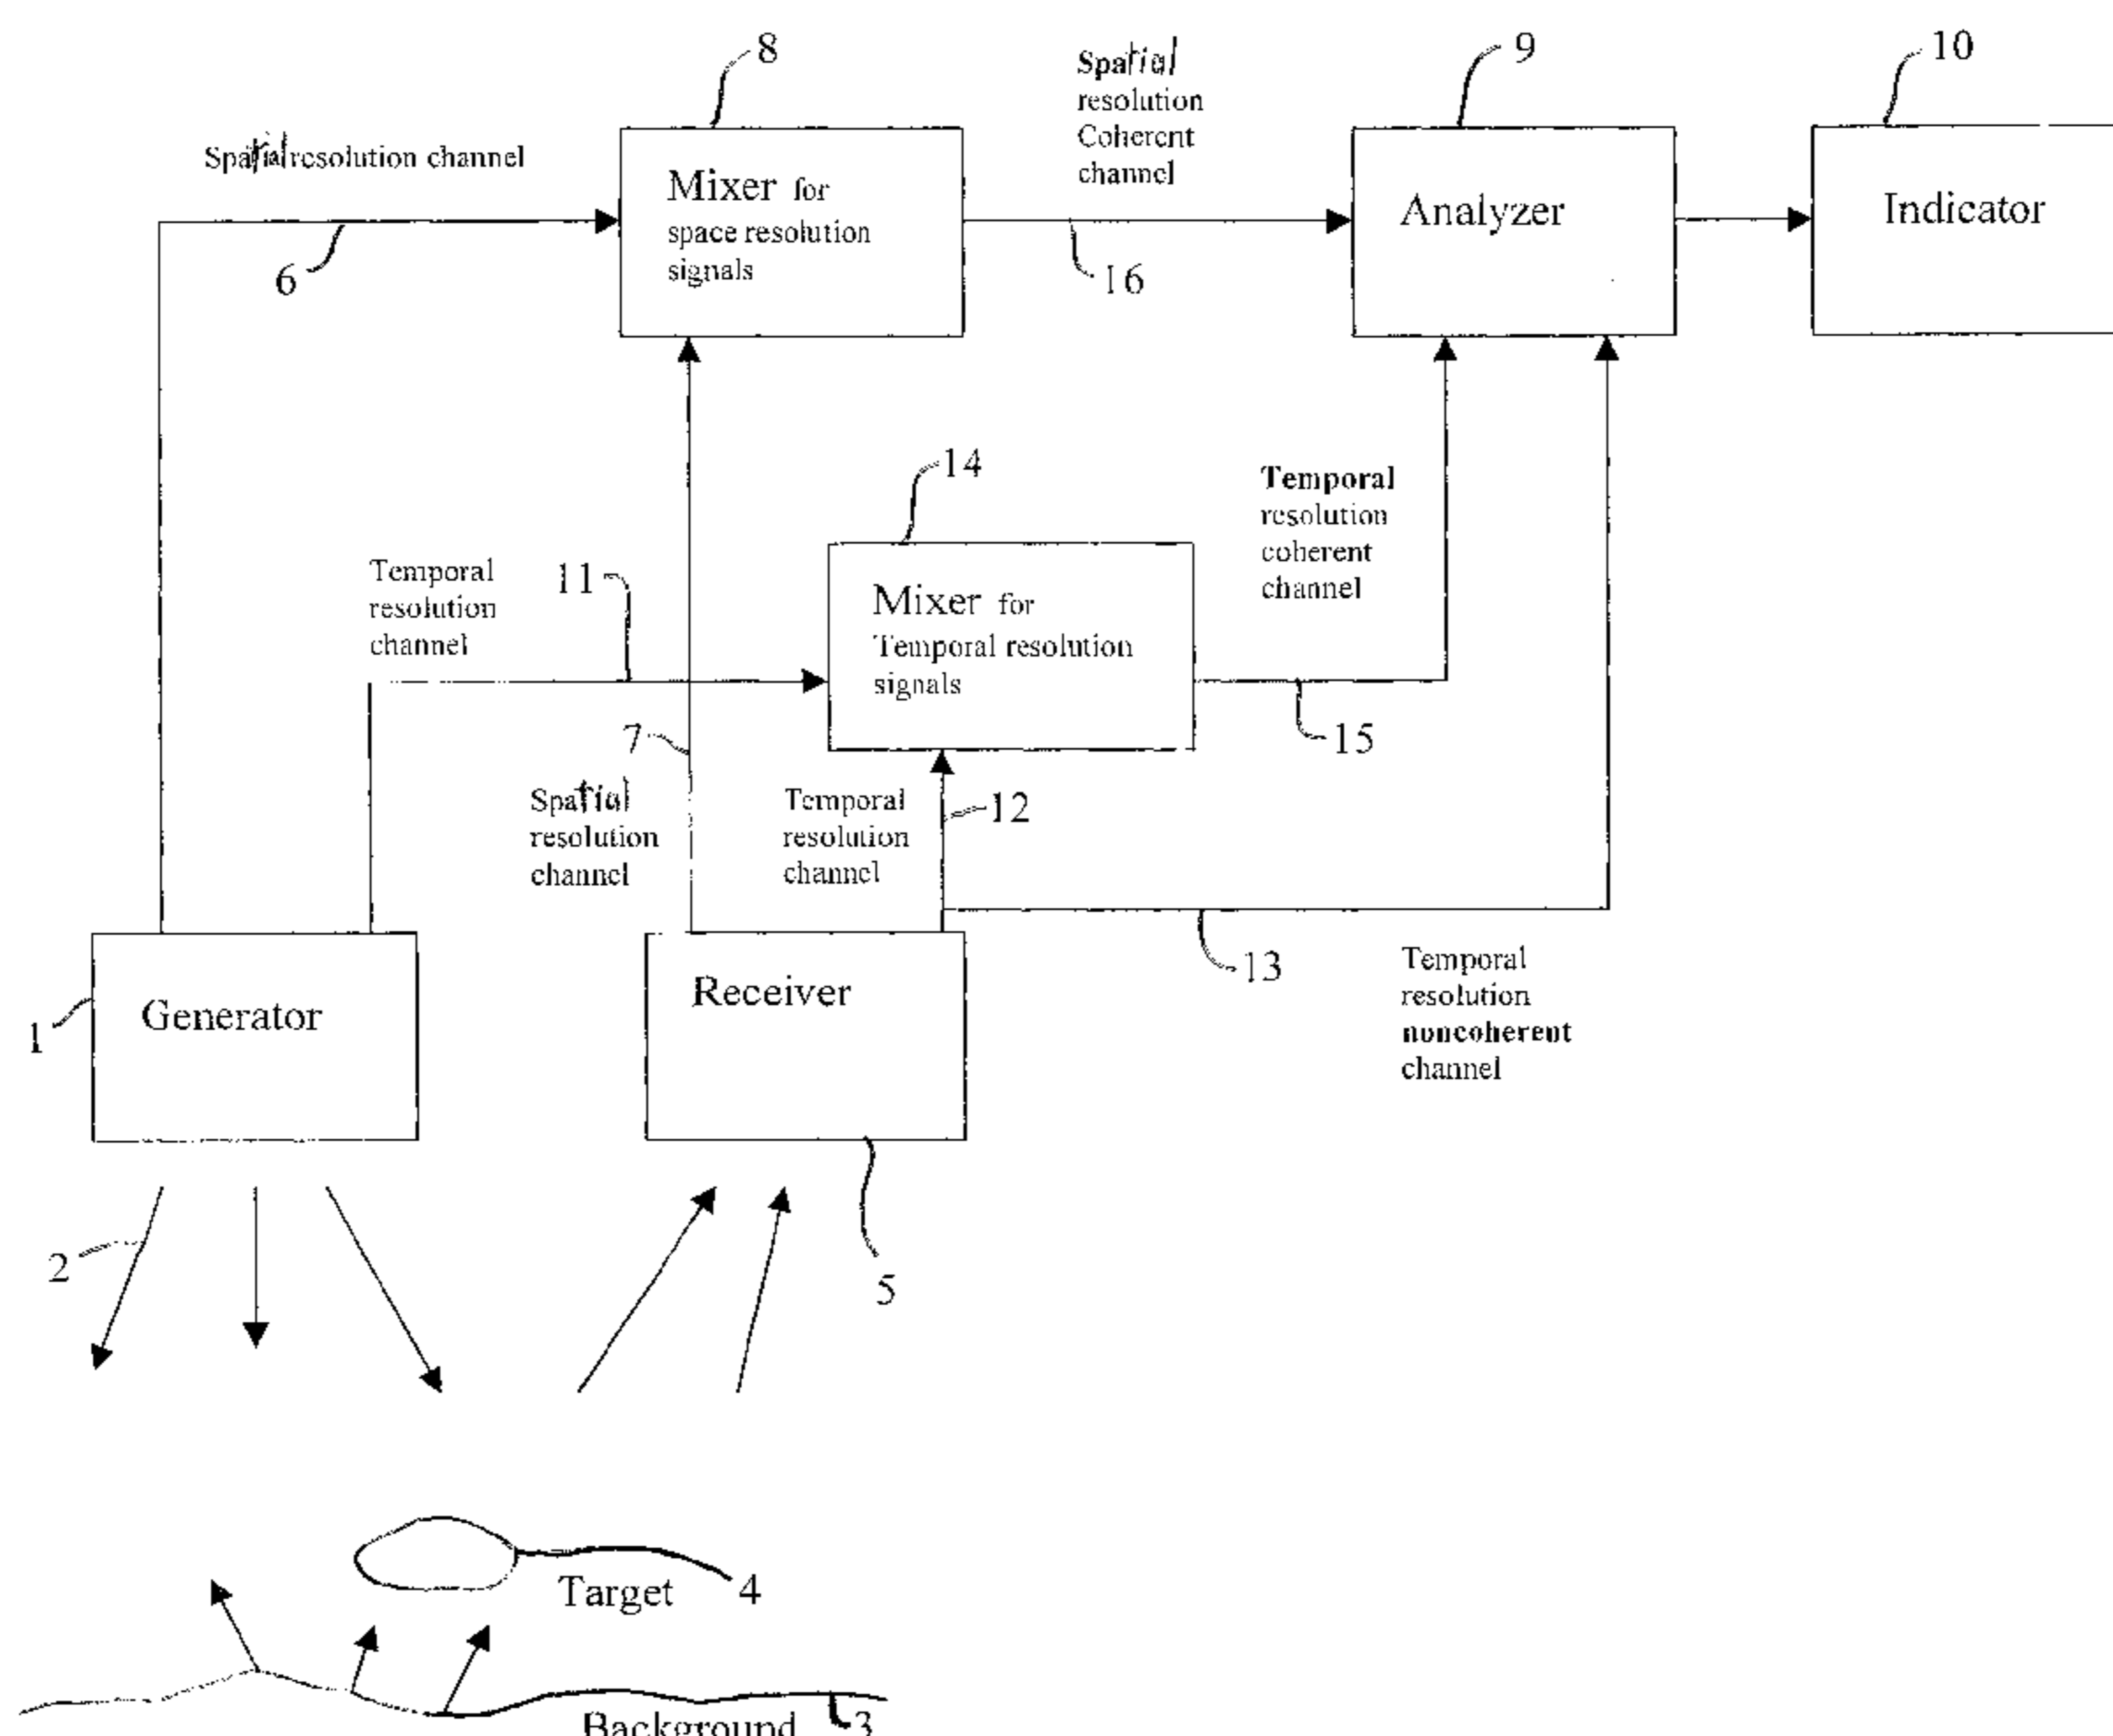 8
9
10
Spatial
resolution
Coherent
channel
Spatial resolution channel
Mixer for
space resolution
signals
Analyzer
Indicator
6
16
14
Temporal
resolution
coherent
channel
Temporal
resolution
channel
11
Mixer for
Temporal resolution
signals
7
15
Spatial
resolution
channel
Temporal
resolution
channel
12
13
Temporal
resolution
noncoherent
channel
1
Generator
Receiver
2
5
Target
4
Background
3